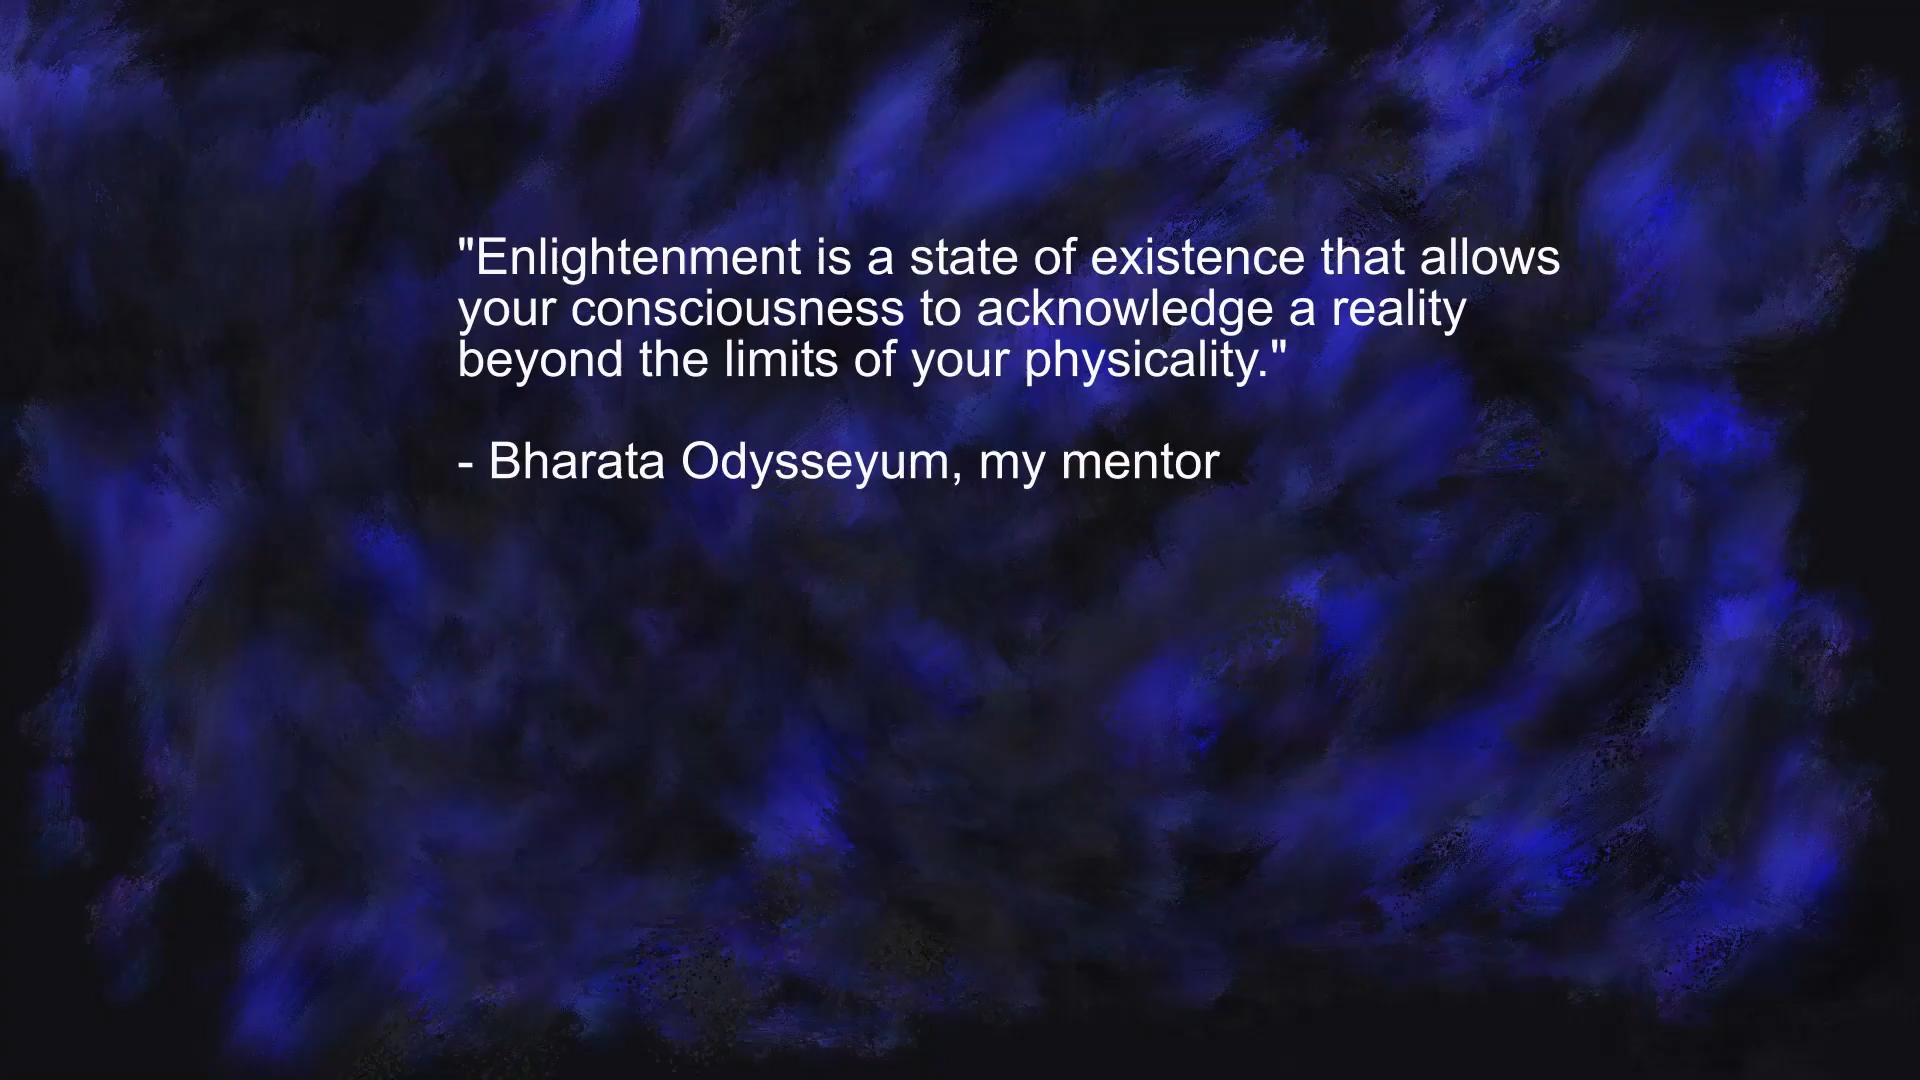 "Enlightenment is a state of existence that allows
your consciousness to acknowledge a reality
beyond the limits of your physicality."
- Bharata Odysseyum, my mentor